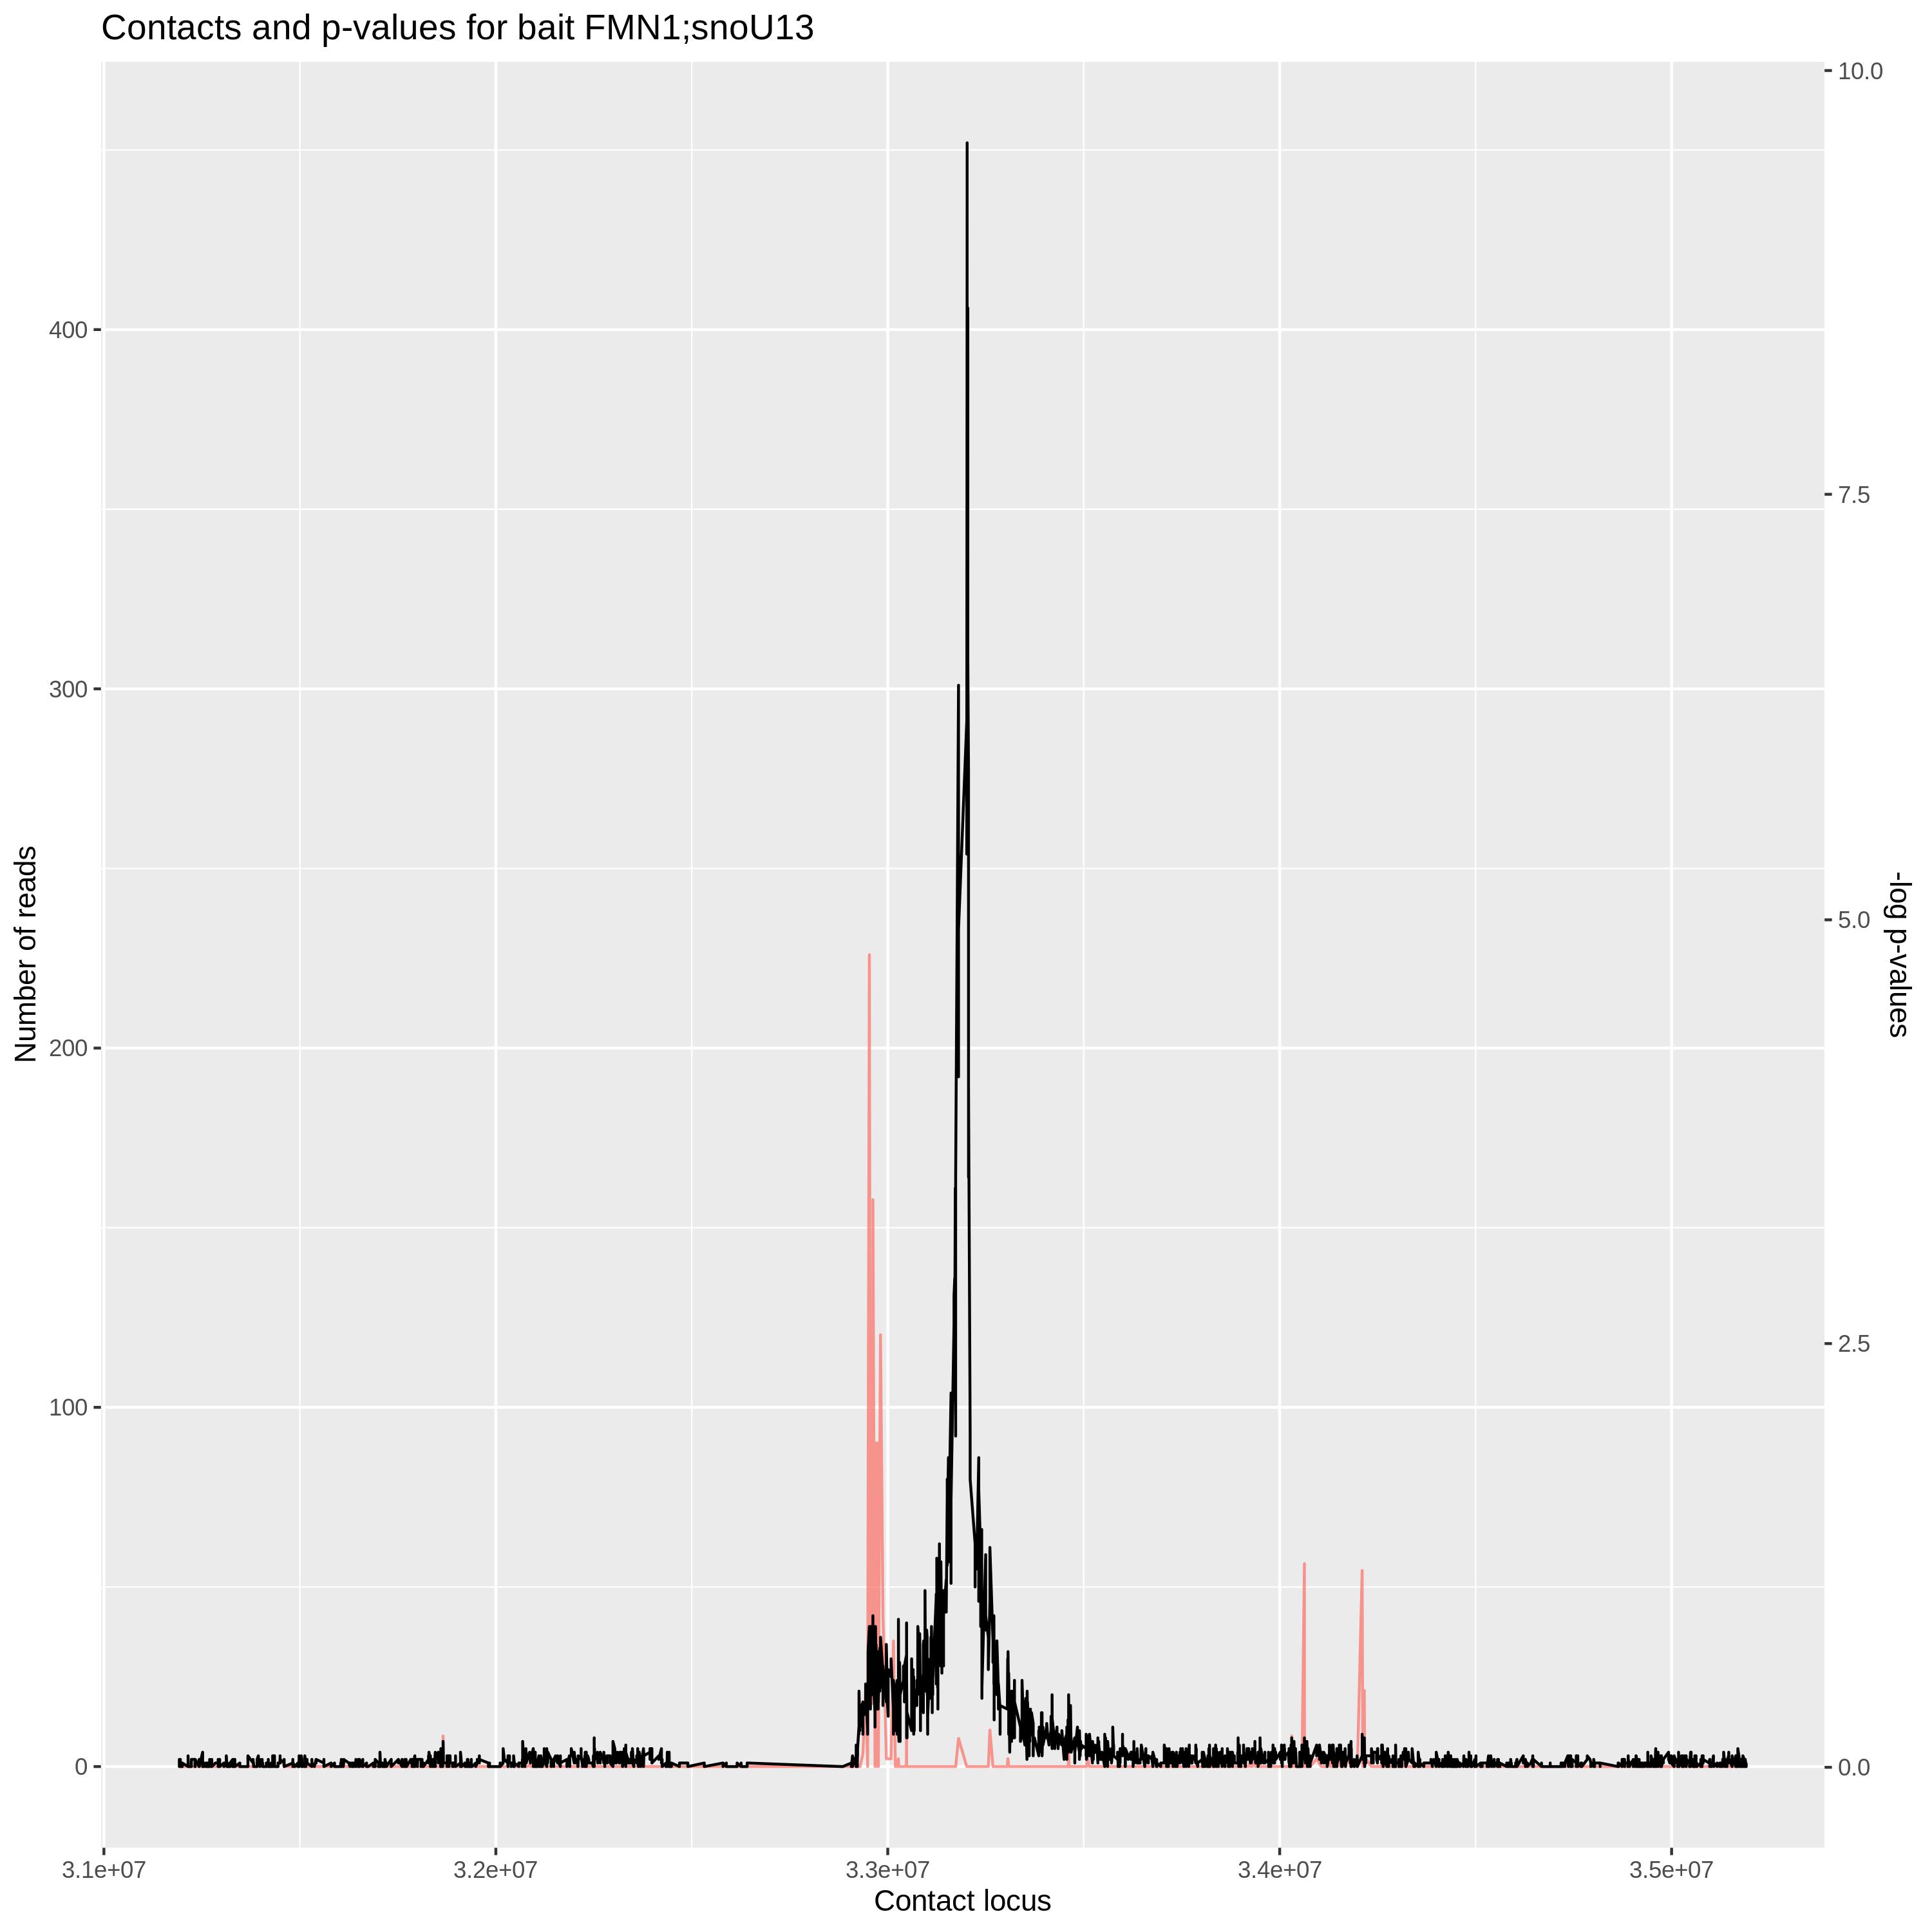 Contacts and p-values for bait FMN1;snoU13
Number of reads
400
300
200
100
0
10.0
7.5
5.0
2.5
0.0
-log p-values
3.1e+07 3.2e+07 3.3e+07 3.4e+07 3.5e+07
Contact locus